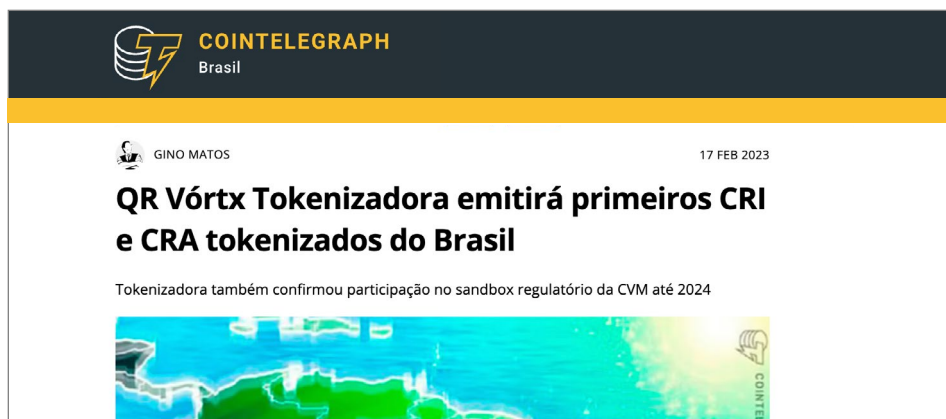 COINTELEGRAPH
Brasil
GINO MATOS
17 FEB 2023
QR Vórtx Tokenizadora emitirá primeiros CRI
e CRA tokenizados do Brasil
Tokenizadora também confirmou participação no sandbox regulatório da CVM até 2024